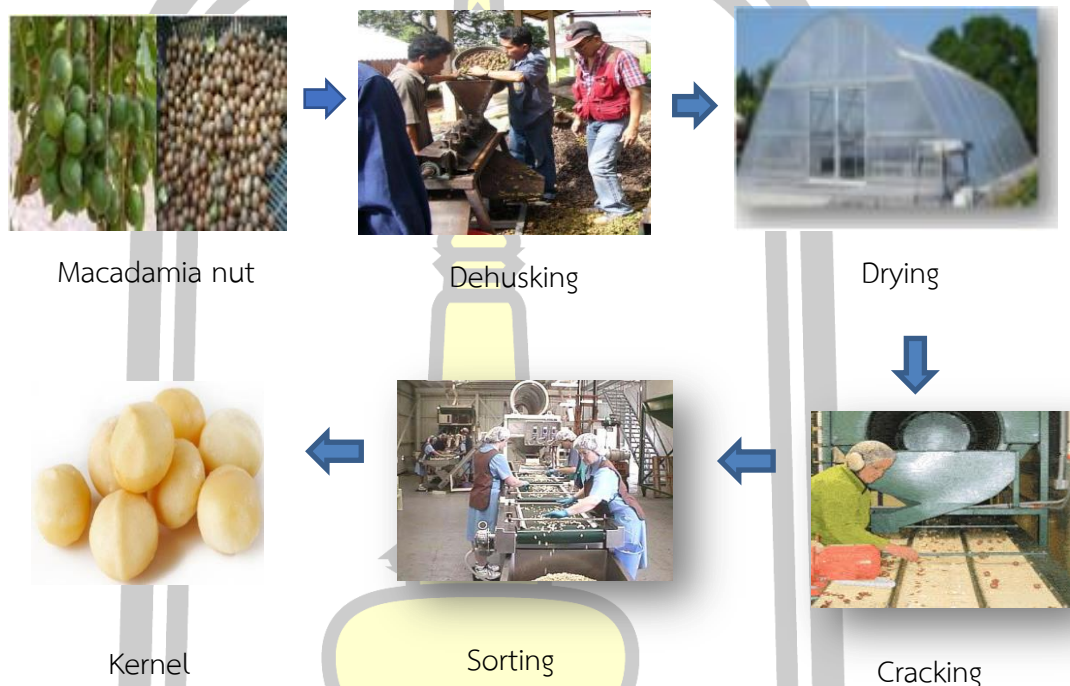 Macadamia nut
Dehusking
Drying
Kernel
Sorting
Cracking